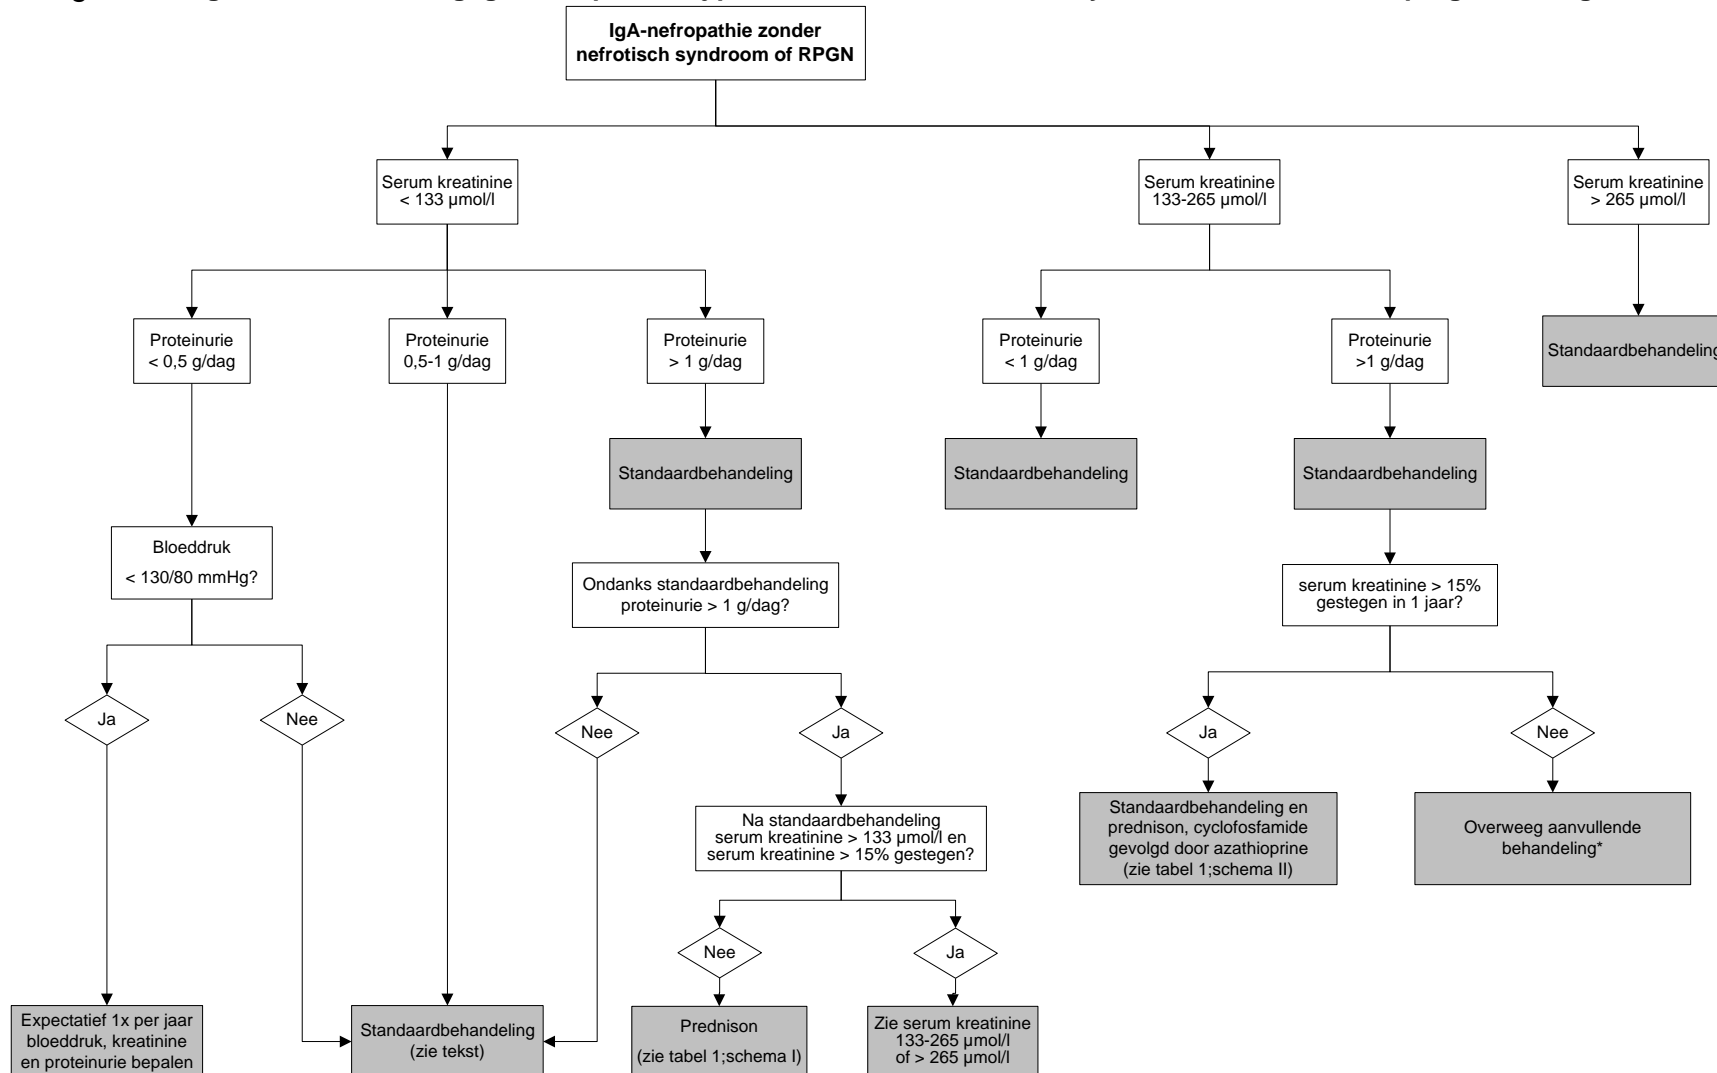 IgA-nefropathie zonder
nefrotisch syndroom of RPGN
Serum kreatinine
< 133 µmol/l
Serum kreatinine
133-265 µmol/l
Serum kreatinine
> 265 µmol/l
Proteinurie
< 0,5 g/dag
Proteinurie
0,5-1 g/dag
Proteinurie
> 1 g/dag
Proteinurie
< 1 g/dag
Proteinurie
>1 g/dag
Standaardbehandeling
Standaardbehandeling
Standaardbehandeling
Standaardbehandeling
Bloeddruk
< 130/80 mmHg?
Ondanks standaardbehandeling
proteinurie > 1 g/dag?
serum kreatinine > 15%
gestegen in 1 jaar?
Ja
Nee
Nee
Ja
Ja
Nee
Na standaardbehandeling
serum kreatinine > 133 µmol/l en
serum kreatinine > 15% gestegen?
Standaardbehandeling en
prednison, cyclofosfamide
gevolgd door azathioprine
(zie tabel 1;schema II)
Overweeg aanvullende
behandeling*
Nee
Ja
Expectatief 1x per jaar
bloeddruk, kreatinine
en proteinurie bepalen
Standaardbehandeling
(zie tekst)
Prednison
(zie tabel 1;schema I)
Zie serum kreatinine
133-265 µmol/l
of > 265 µmol/l